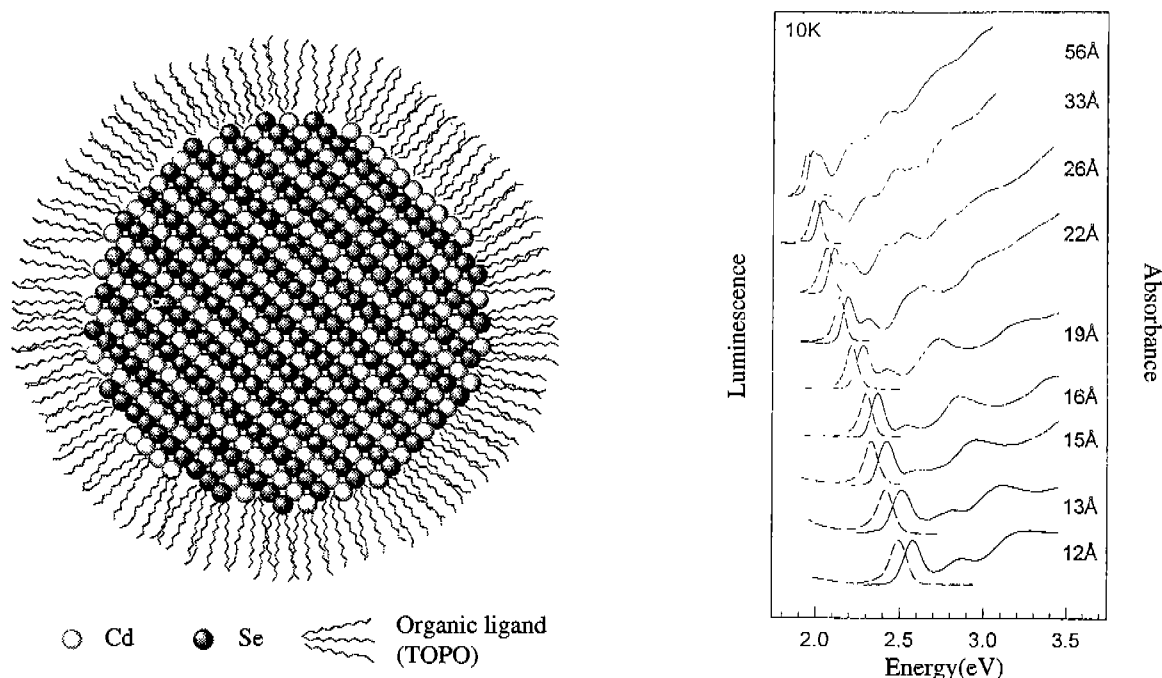 Cd
Se
Organic ligand
(TOPO)
10K
56Å
33Å
26Å
22Å
19Å
16Å
15Å
13Å
12Å
Luminescence
Absorbance
2.0 2.5 3.0 3.5
Energy(eV)